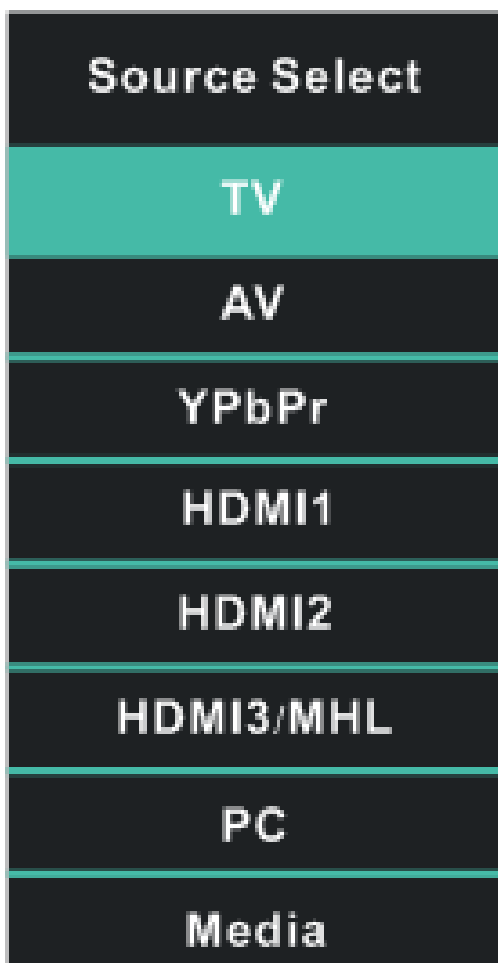 Source Select
TV
AV
YPbPr
HDMI1
HDMI2
HDMI3/MHL
PC
Media